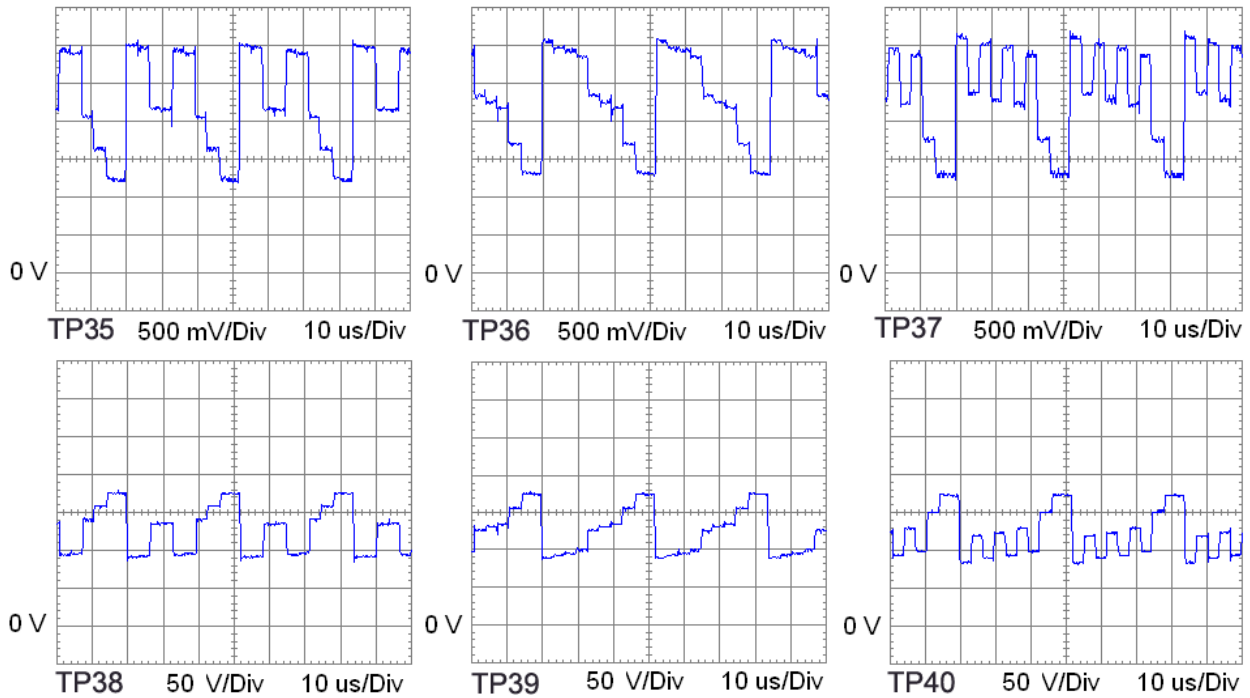 0 V
0 V
0 V
TP35 500 mV/Div 10 us/Div
TP36 500 mV/Div 10 us/Div
TP37 500 mV/Div 10 us/Div
0 V
0 V
0 V
TP38 50 V/Div 10 us/Div
TP39 50 V/Div 10 us/Div
TP40 50 V/Div 10 us/Div